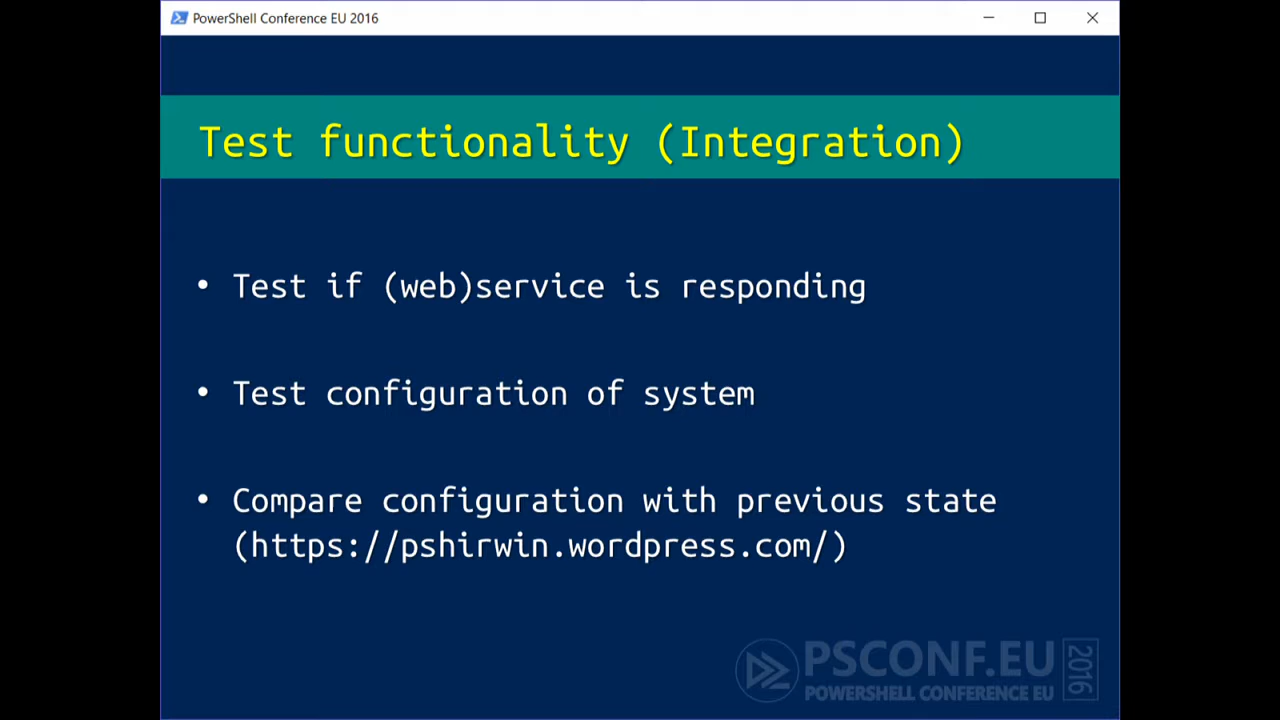 PowerShell Conference EU 2016
Test functionality (Integration)
• Test if (web)service is responding
• Test configuration of system
• Compare configuration with previous state
(https://pshirwin.wordpress.com/)
PSCONF.EU
POWERSHELL CONFERENCE EU
2016